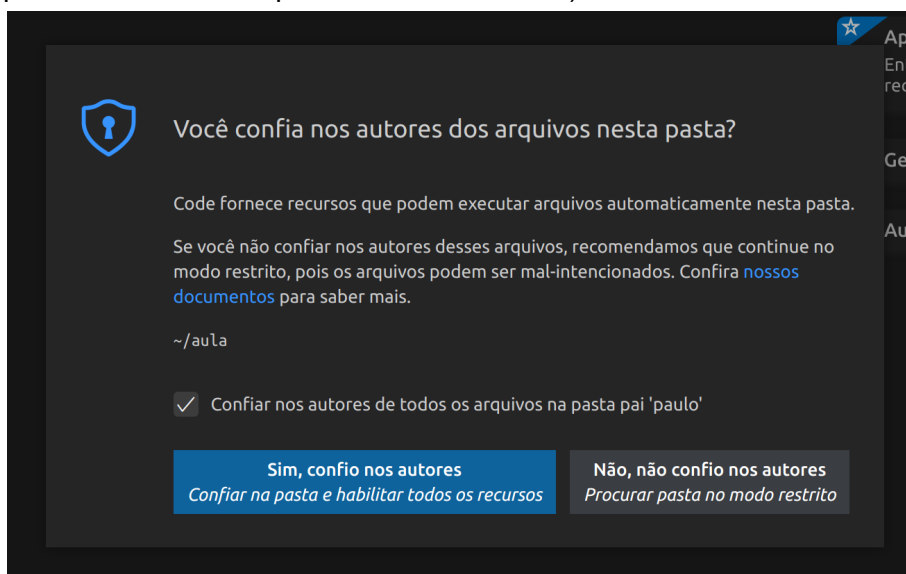 Ap
En
rec
Você confia nos autores dos arquivos nesta pasta?
Ge
Code fornece recursos que podem executar arquivos automaticamente nesta pasta.
Au
Se você não confiar nos autores desses arquivos, recomendamos que continue no
modo restrito, pois os arquivos podem ser mal-intencionados. Confira nossos
documentos para saber mais.
~/aula
Confiar nos autores de todos os arquivos na pasta pai 'paulo'
Sim, confio nos autores
Confiar na pasta e habilitar todos os recursos
Não, não confio nos autores
Procurar pasta no modo restrito